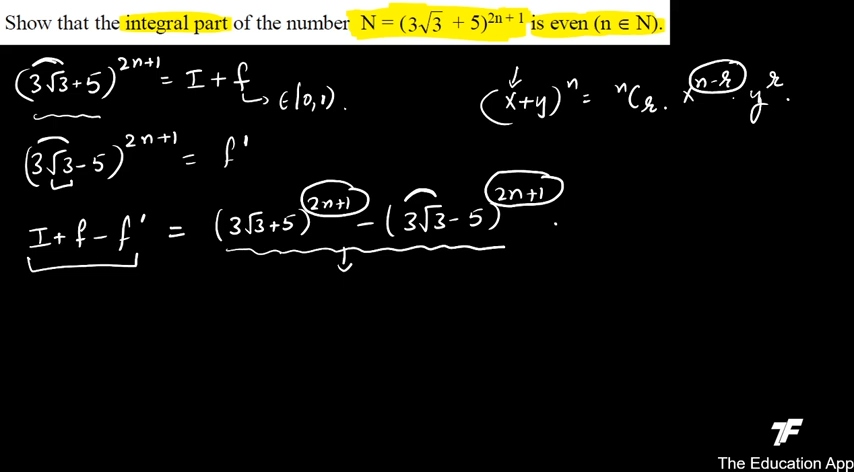 Show that the integral part of the number N = (3√3 + 5)^{2n + 1} is even (n ∈ N).
(3√3+5)^{2n+1} = I + f
↳ ∈ (0,1).
(x+y)^n = ^nC_r. x^{n-r}. y^r.
(3√3-5)^{2n+1} = f'
I + f - f' = (3√3+5)^{2n+1} - (3√3-5)^{2n+1}.
The Education App